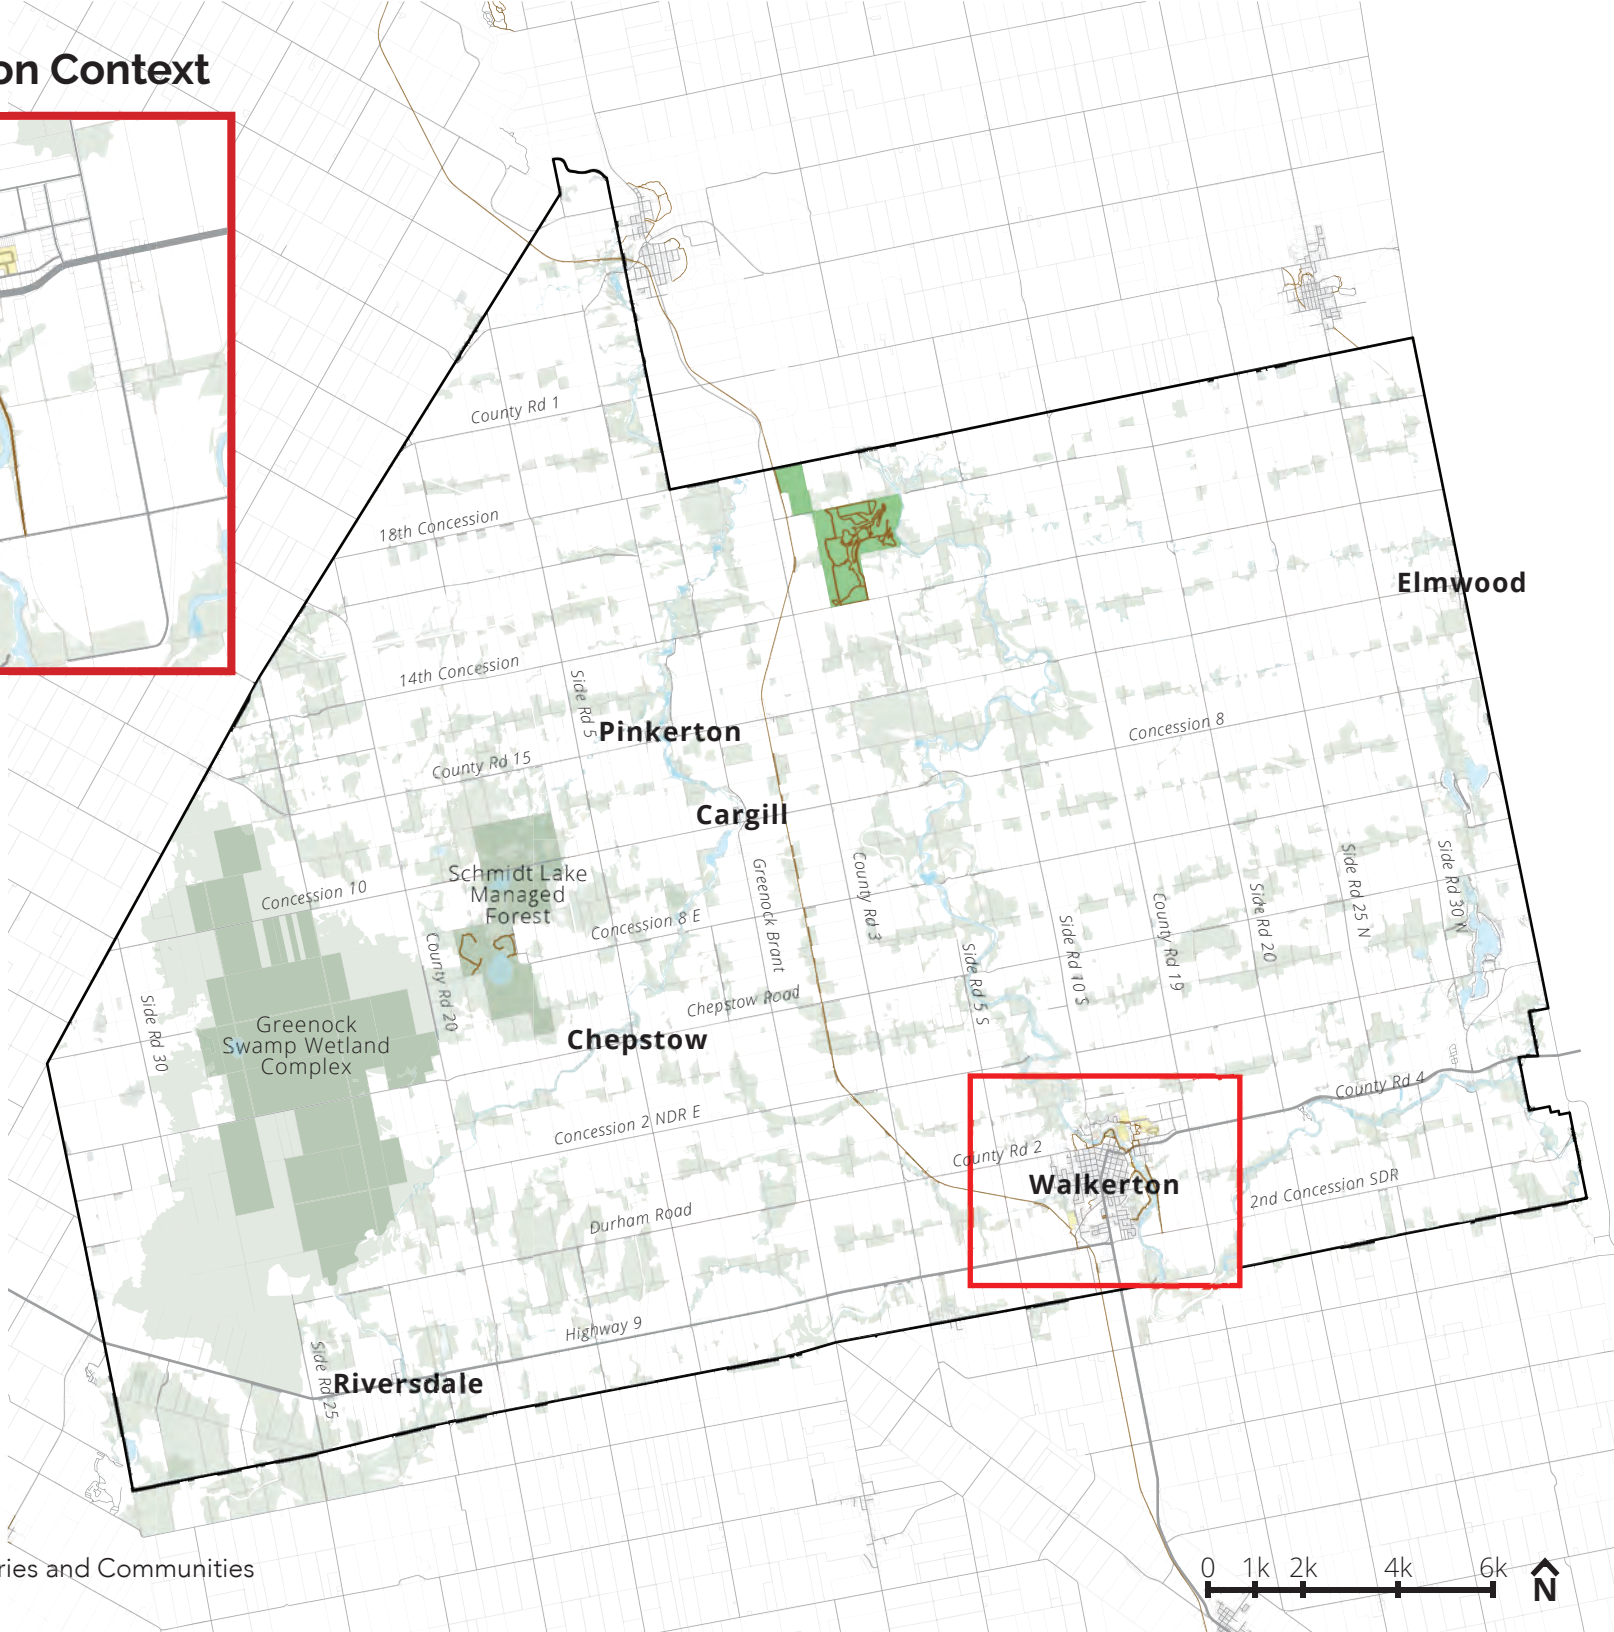 on Context
County Rd 1
18th Concession
Elmwood
14th Concession
Side Rd 5
Pinkerton
Concession 8
County Rd 15
Cargill
Schmidt Lake
Managed
Forest
Concession 10
Concession 8 E
County Rd 20
Greenock Brant
County Rd 3
Side Rd 5 S
Side Rd 10 S
County Rd 19
Side Rd 20
Side Rd 25 N
Side Rd 30 N
Side Rd 30
Chepstow Road
Greenock
Swamp Wetland
Complex
Chepstow
County Rd 4
Concession 2 NDR E
County Rd 2
Walkerton
2nd Concession SDR
Durham Road
Highway 9
Side Rd 25
Riversdale
ries and Communities
0 1k 2k 4k 6k
N